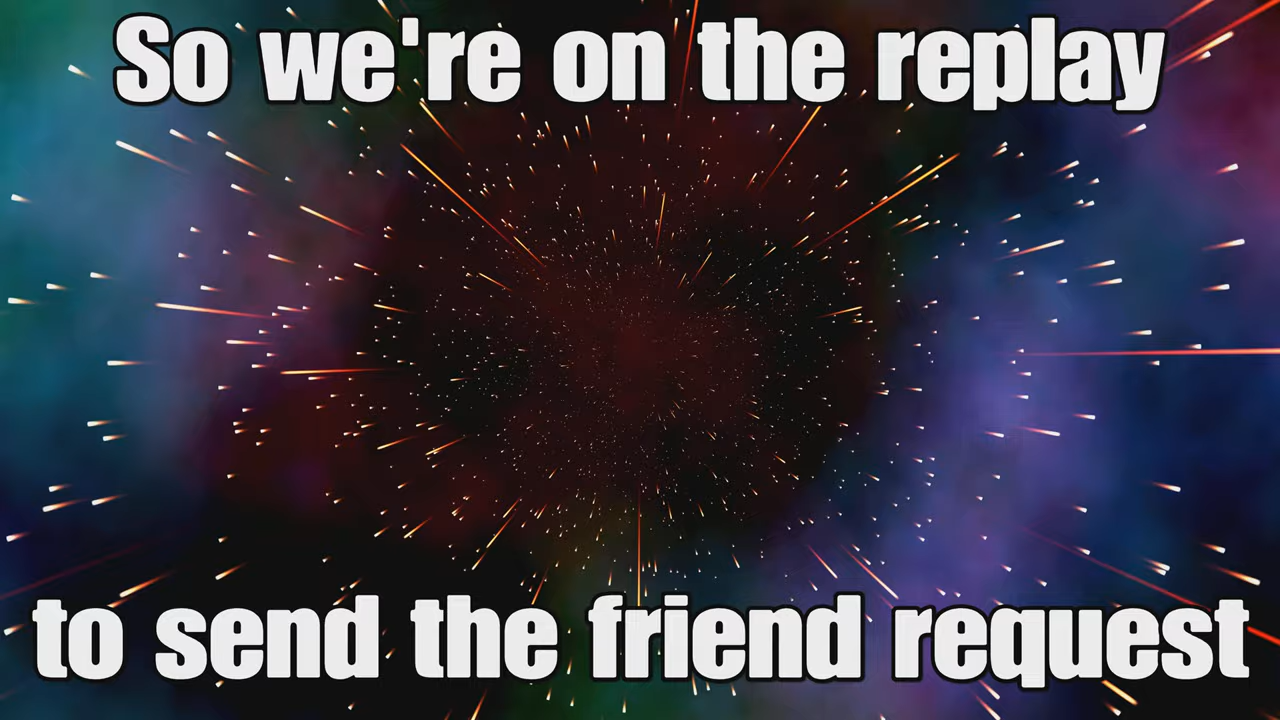 So we're on the replay
to send the friend request